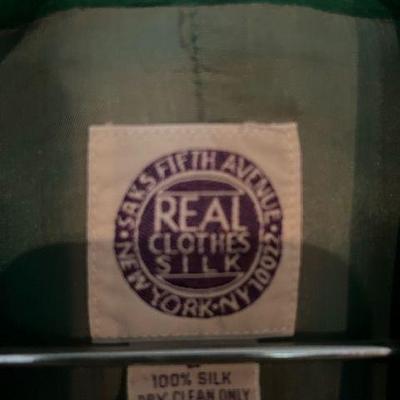 SAKS FIFTH AVENUE
REAL
CLOTHES
SILK
NEW YORK • NY 10022
100% SILK
DRY CLEAN ONLY